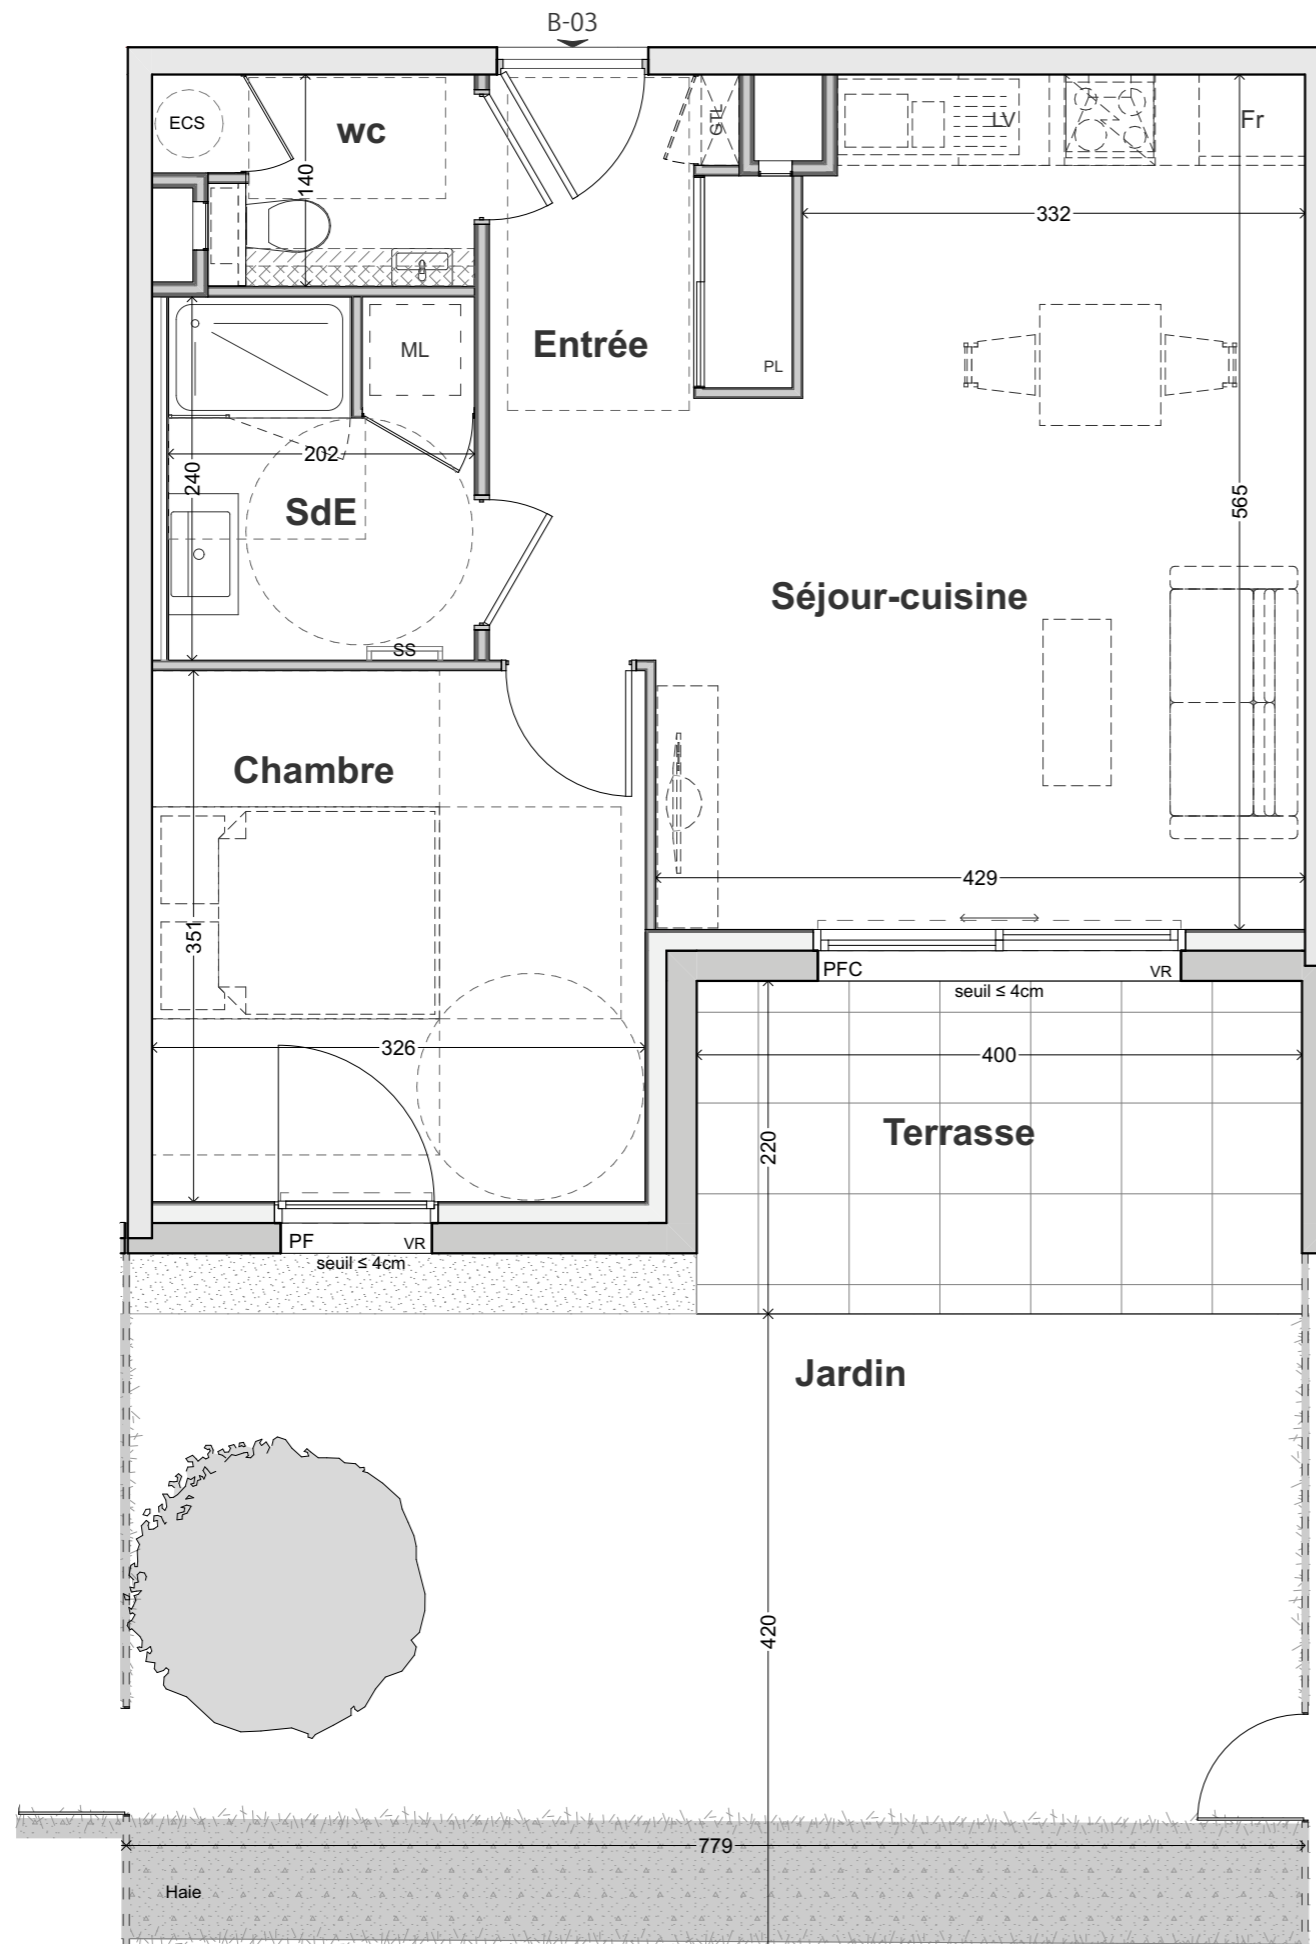 B-03
ECS
wc
140
GTL
LV
Fr
332
Entrée
PL
ML
202
240
SdE
SS
565
Séjour-cuisine
Chambre
351
429
326
PFC
VR
seuil ≤ 4cm
400
220
Terrasse
PF
VR
seuil ≤ 4cm
Jardin
420
779
Haie